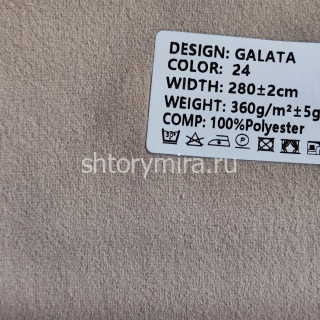 DESIGN: GALATA
COLOR: 24
WIDTH: 280±2cm
WEIGHT: 360g/m²±5g
COMP: 100%Polyester
shtorymira.ru